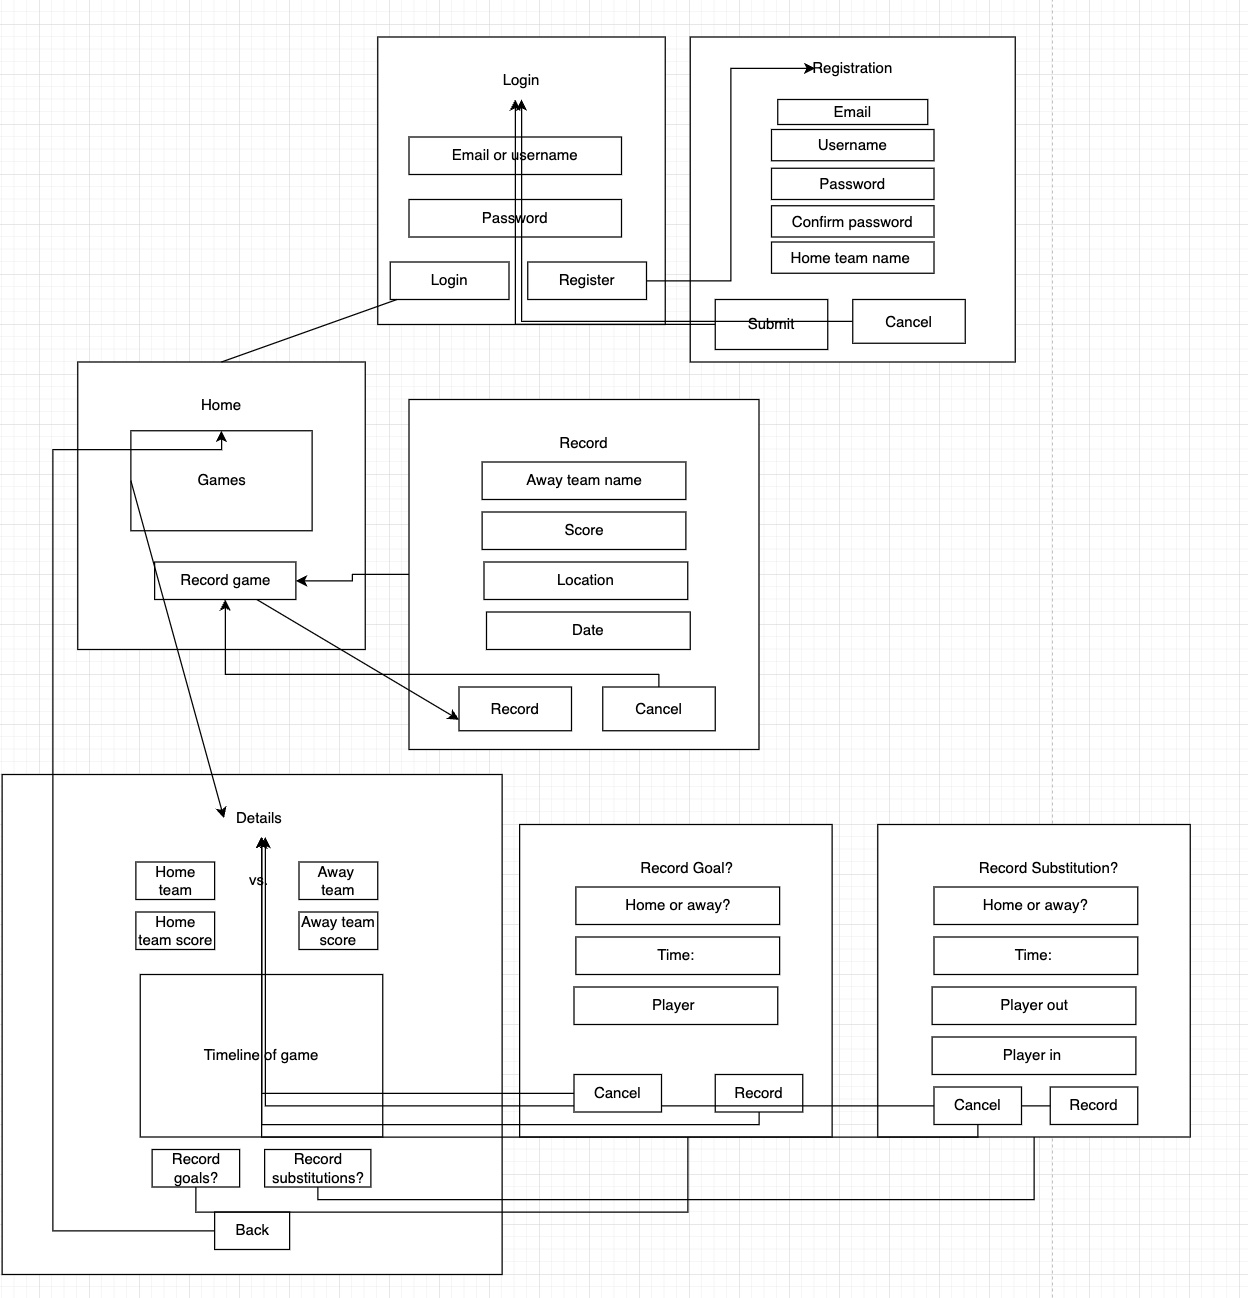 Login
Email or username
Password
Login
Register
Registration
Email
Username
Password
Confirm password
Home team name
Submit
Cancel
Home
Games
Record game
Record
Away team name
Score
Location
Date
Record
Cancel
Details
Home
team
vs.
Away
team
Home
team score
Away team
score
Timeline of game
Record
goals?
Record
substitutions?
Back
Record Goal?
Home or away?
Time:
Player
Cancel
Record
Record Substitution?
Home or away?
Time:
Player out
Player in
Cancel
Record